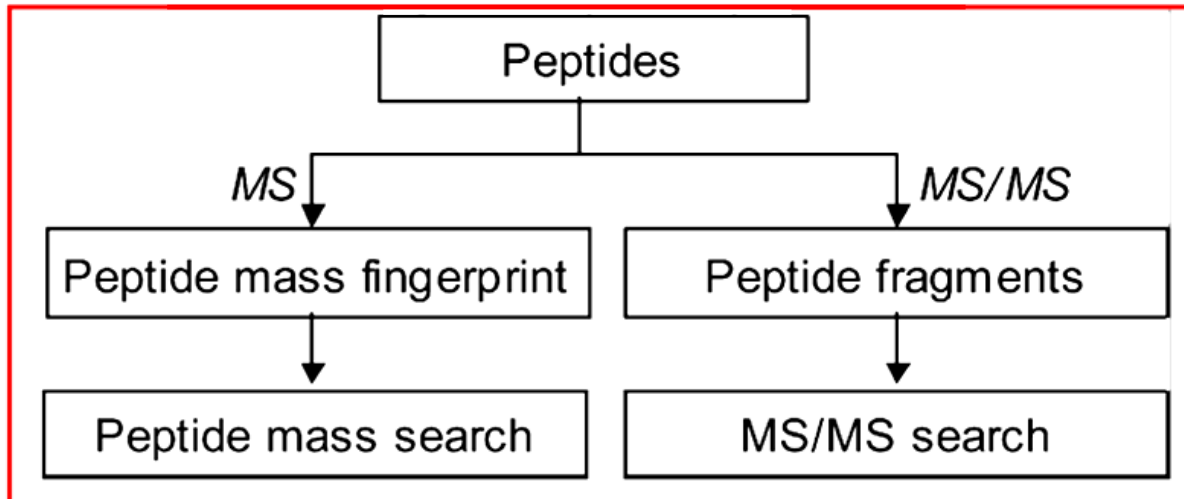 Peptides
MS
MS/MS
Peptide mass fingerprint
Peptide fragments
Peptide mass search
MS/MS search